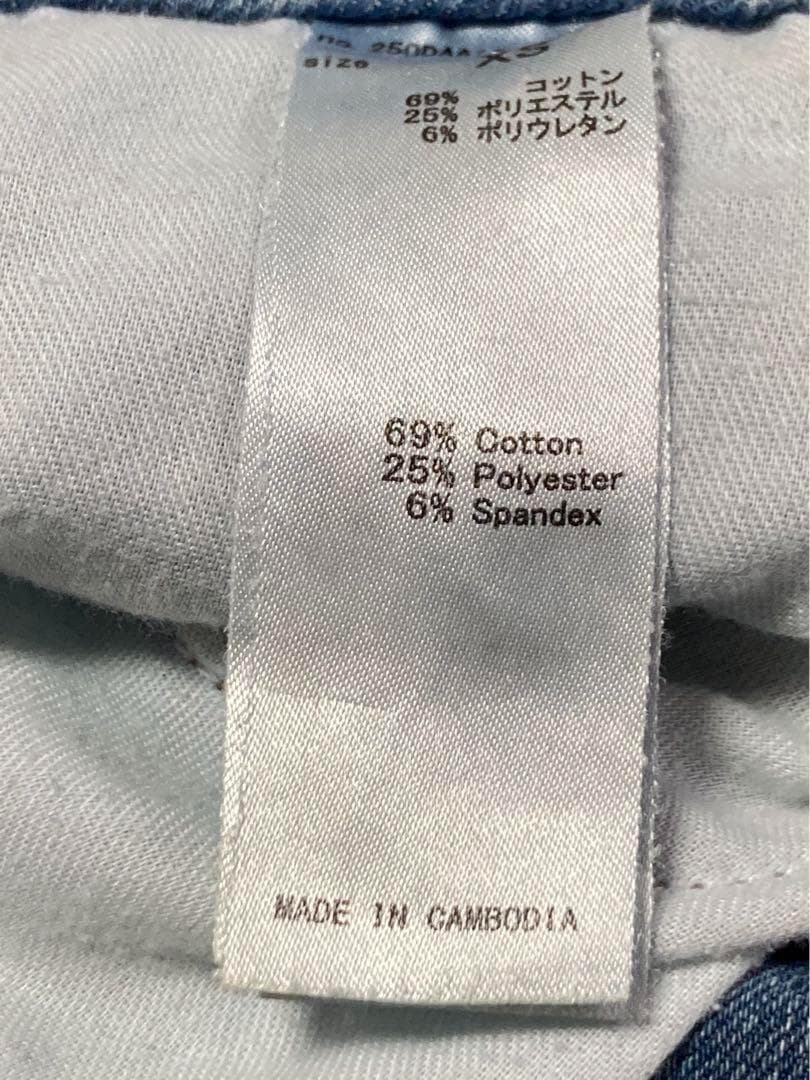 no 250DAA
size XS
コットン
69%
25% ポリエステル
6% ポリウレタン
69% Cotton
25% Polyester
6% Spandex
MADE IN CAMBODIA